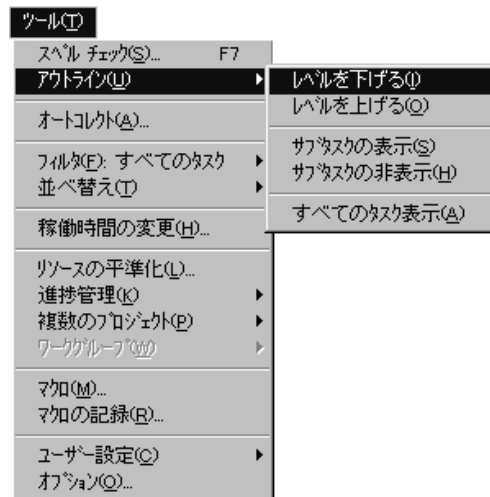 ツール(T)
スペル チェック(S)... F7
アウトライン(U)
オートコレクト(A)...
フィルタ(F): すべてのタスク
並べ替え(T)
稼働時間の変更(H)...
リソースの平準化(L)...
進捗管理(K)
複数のプロジェクト(P)
ワークグループ(W)
マクロ(M)...
マクロの記録(R)...
ユーザー設定(C)
オプション(O)...
レベルを下げる(I)
レベルを上げる(O)
サブタスクの表示(S)
サブタスクの非表示(H)
すべてのタスク表示(A)